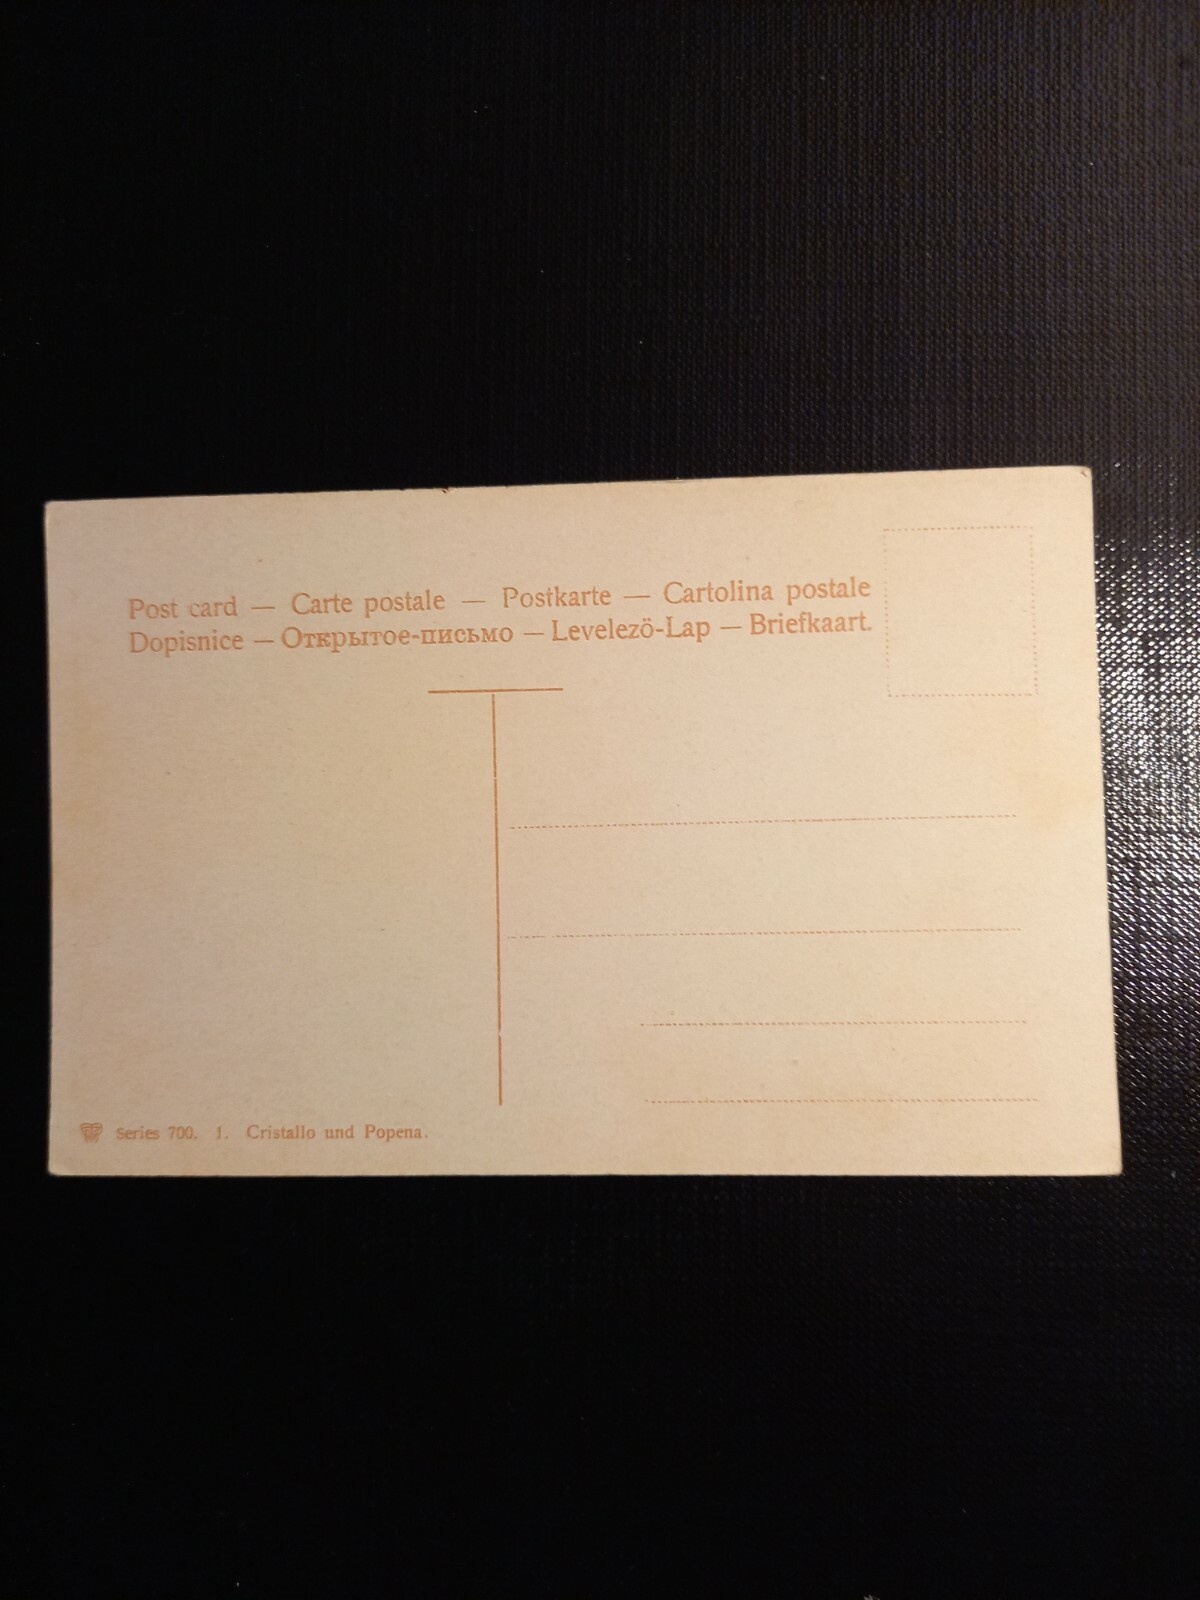 Post card — Carte postale — Postkarte — Cartolina postale
Dopisnice — Открытое-письмо — Levelezö-Lap — Briefkaart.
Series 700. 1. Cristallo und Popena.